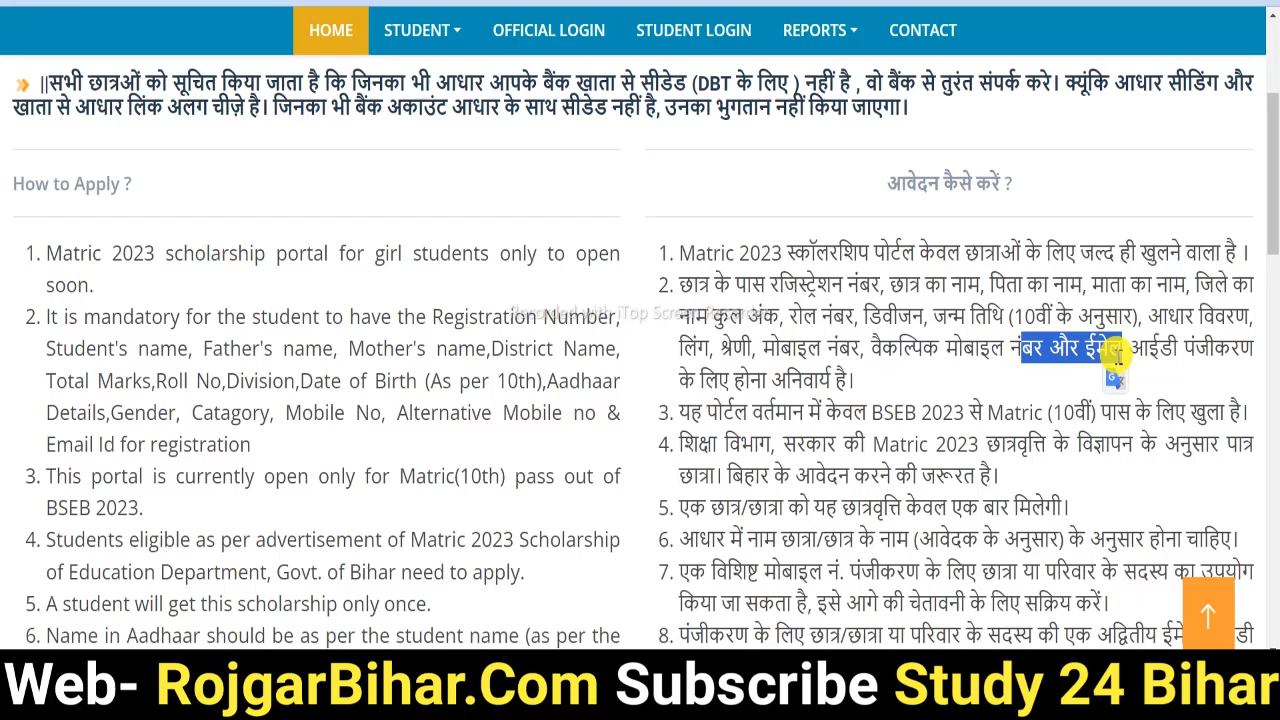 HOME STUDENT OFFICIAL LOGIN STUDENT LOGIN REPORTS CONTACT
||सभी छात्रओं को सूचित किया जाता है कि जिनका भी आधार आपके बैंक खाता से सीडेड (DBT के लिए ) नहीं है , वो बैंक से तुरंत संपर्क करे। क्यूंकि आधार सीडिंग और
खाता से आधार लिंक अलग चीज़े है। जिनका भी बैंक अकाउंट आधार के साथ सीडेड नहीं है, उनका भुगतान नहीं किया जाएगा।
How to Apply ?
1. Matric 2023 scholarship portal for girl students only to open
soon.
2. It is mandatory for the student to have the Registration Number,
Student's name, Father's name, Mother's name,District Name,
Total Marks,Roll No,Division,Date of Birth (As per 10th),Aadhaar
Details,Gender, Catagory, Mobile No, Alternative Mobile no &
Email Id for registration
3. This portal is currently open only for Matric(10th) pass out of
BSEB 2023.
4. Students eligible as per advertisement of Matric 2023 Scholarship
of Education Department, Govt. of Bihar need to apply.
5. A student will get this scholarship only once.
6. Name in Aadhaar should be as per the student name (as per the
आवेदन कैसे करें ?
1. Matric 2023 स्कॉलरशिप पोर्टल केवल छात्राओं के लिए जल्द ही खुलने वाला है ।
2. छात्र के पास रजिस्ट्रेशन नंबर, छात्र का नाम, पिता का नाम, माता का नाम, जिले का
नाम कुल अंक, रोल नंबर, डिवीजन, जन्म तिथि (10वीं के अनुसार), आधार विवरण,
लिंग, श्रेणी, मोबाइल नंबर, वैकल्पिक मोबाइल नंबर और ईमेल आईडी पंजीकरण
के लिए होना अनिवार्य है।
3. यह पोर्टल वर्तमान में केवल BSEB 2023 से Matric (10वीं) पास के लिए खुला है।
4. शिक्षा विभाग, सरकार की Matric 2023 छात्रवृत्ति के विज्ञापन के अनुसार पात्र
छात्रा। बिहार के आवेदन करने की जरूरत है।
5. एक छात्र/छात्रा को यह छात्रवृत्ति केवल एक बार मिलेगी।
6. आधार में नाम छात्रा/छात्र के नाम (आवेदक के अनुसार) के अनुसार होना चाहिए।
7. एक विशिष्ट मोबाइल नं. पंजीकरण के लिए छात्रा या परिवार के सदस्य का उपयोग
किया जा सकता है, इसे आगे की चेतावनी के लिए सक्रिय करें।
8. पंजीकरण के लिए छात्र/छात्रा या परिवार के सदस्य की एक अद्वितीय
Recorded with iTop Screen Recorder
Web- RojgarBihar.Com Subscribe Study 24 Bihar